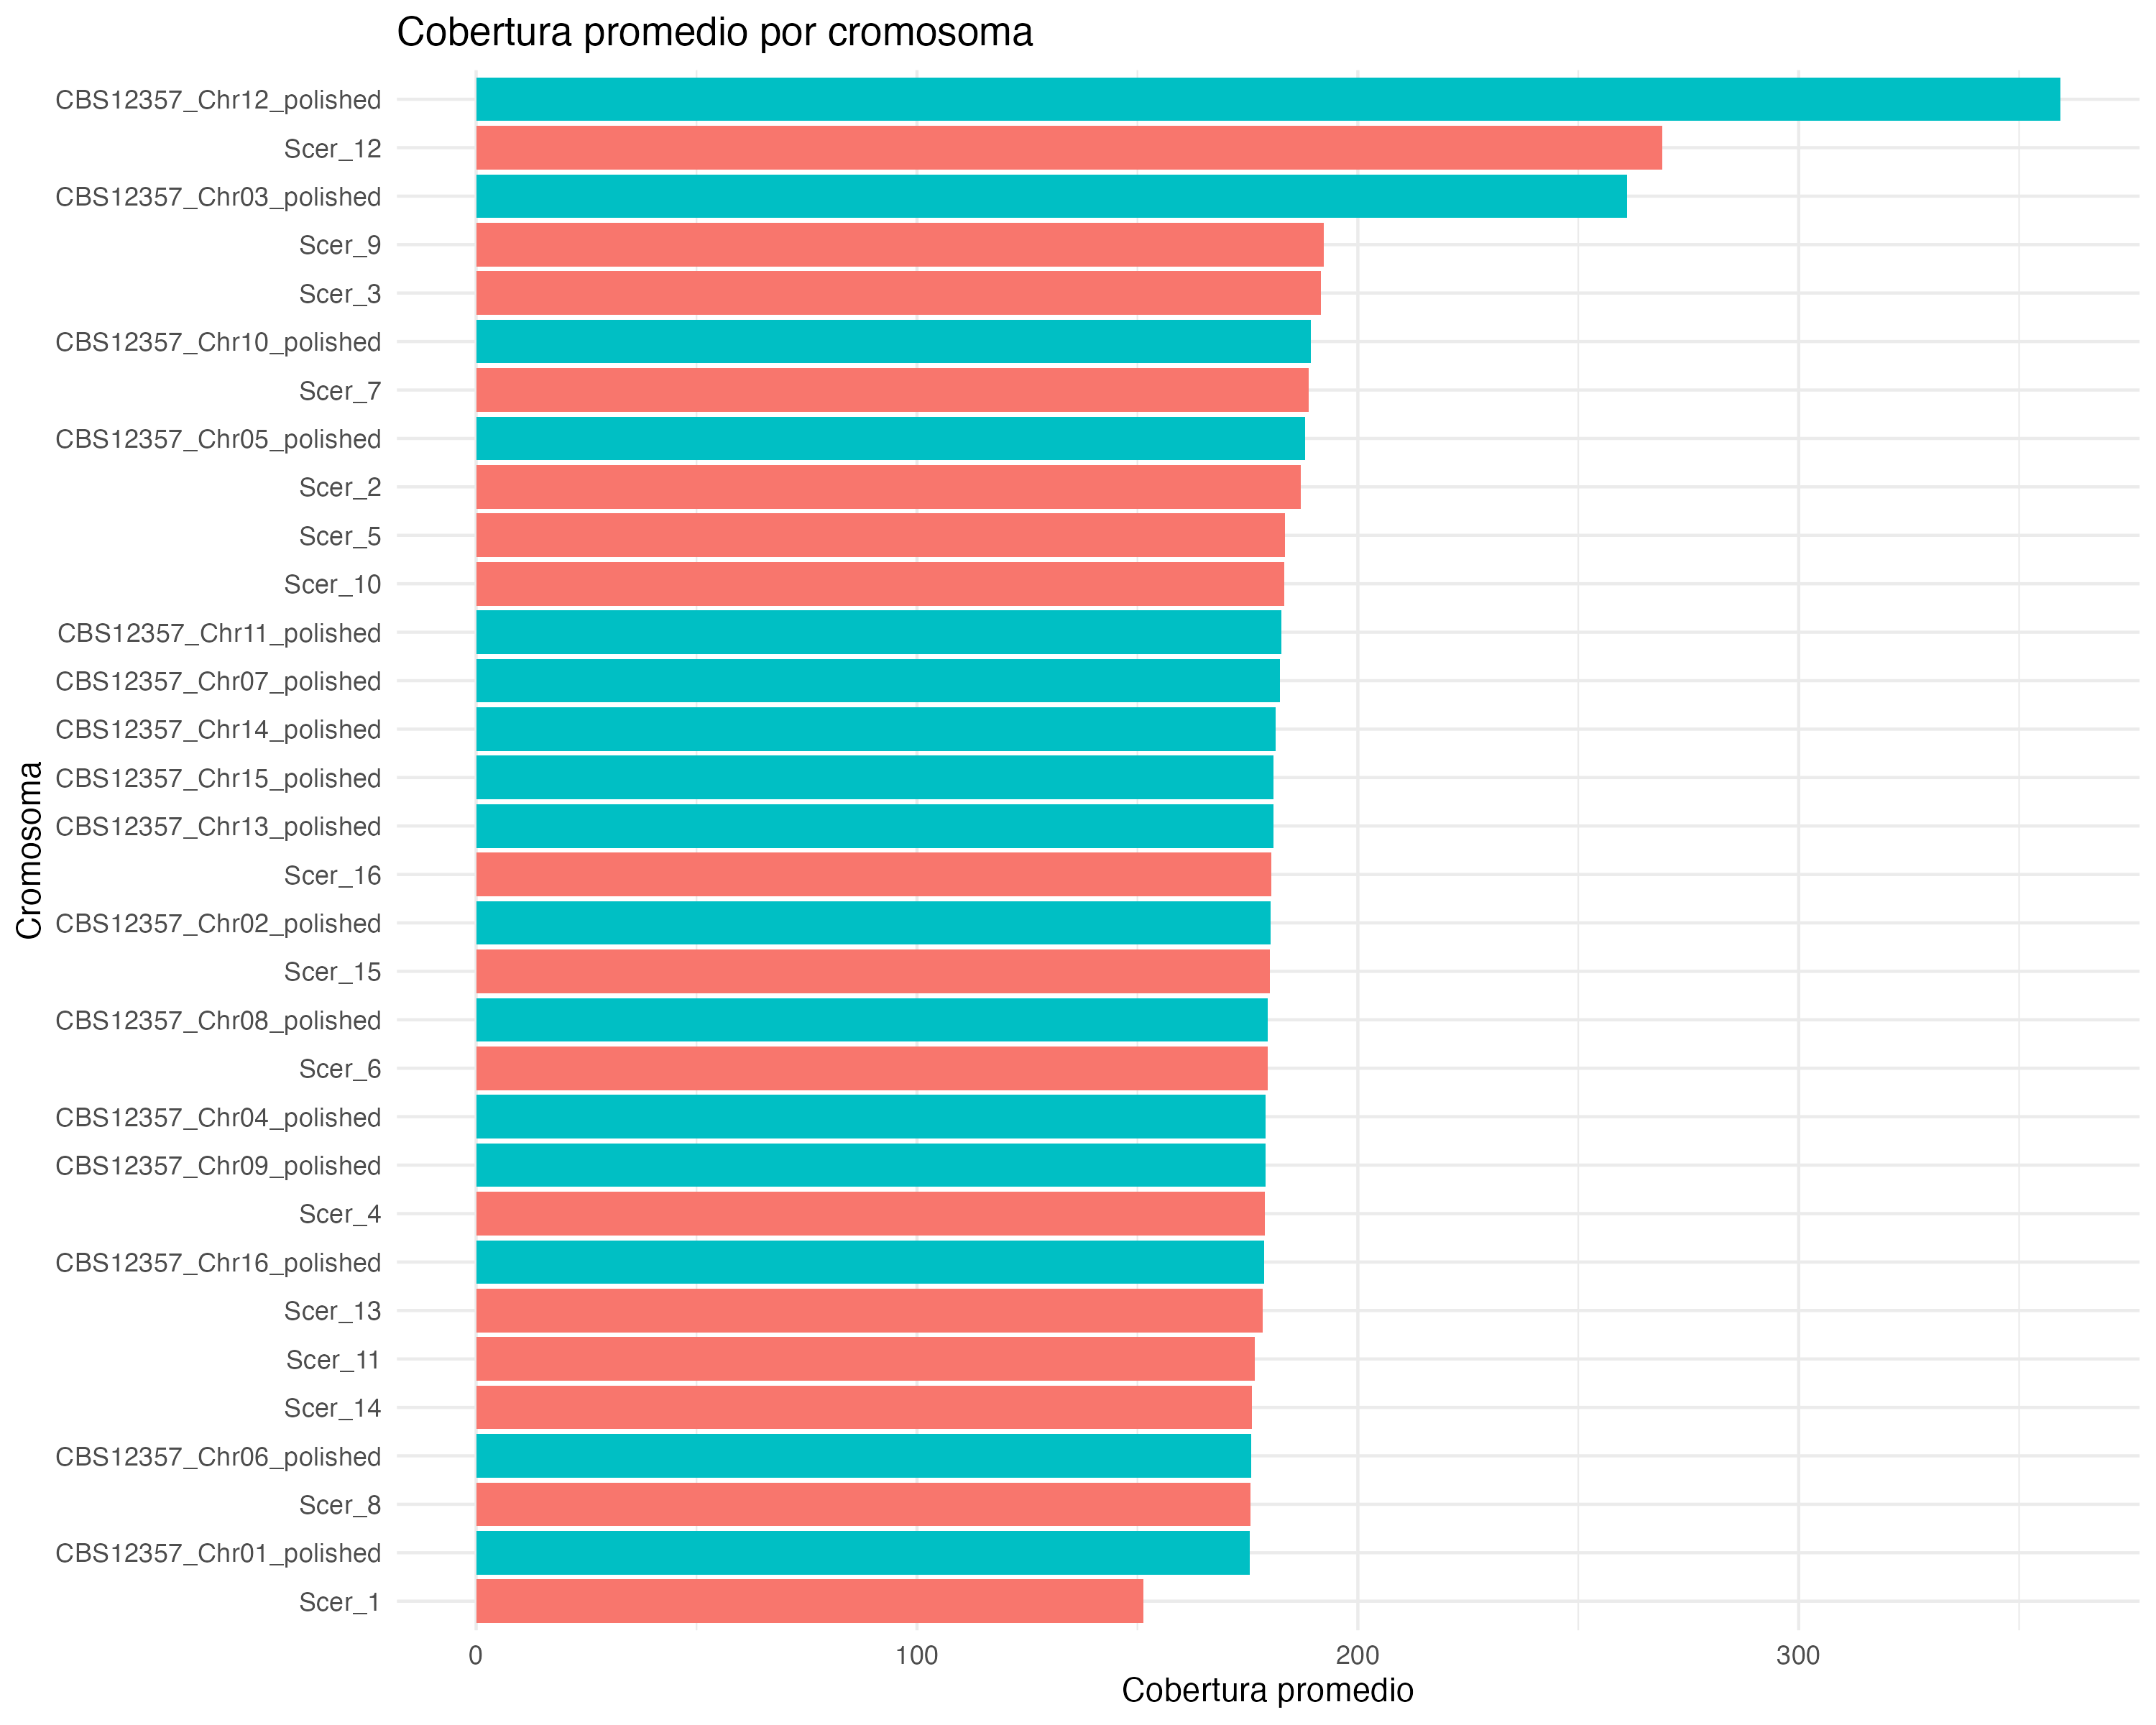 Cobertura promedio por cromosoma
CBS12357_Chr12_polished
Scer_12
CBS12357_Chr03_polished
Scer_9
Scer_3
CBS12357_Chr10_polished
Scer_7
CBS12357_Chr05_polished
Scer_2
Scer_5
Scer_10
CBS12357_Chr11_polished
CBS12357_Chr07_polished
CBS12357_Chr14_polished
CBS12357_Chr15_polished
CBS12357_Chr13_polished
Scer_16
CBS12357_Chr02_polished
Scer_15
CBS12357_Chr08_polished
Scer_6
CBS12357_Chr04_polished
CBS12357_Chr09_polished
Scer_4
CBS12357_Chr16_polished
Scer_13
Scer_11
Scer_14
CBS12357_Chr06_polished
Scer_8
CBS12357_Chr01_polished
Scer_1
Cromosoma
0 100 200 300
Cobertura promedio